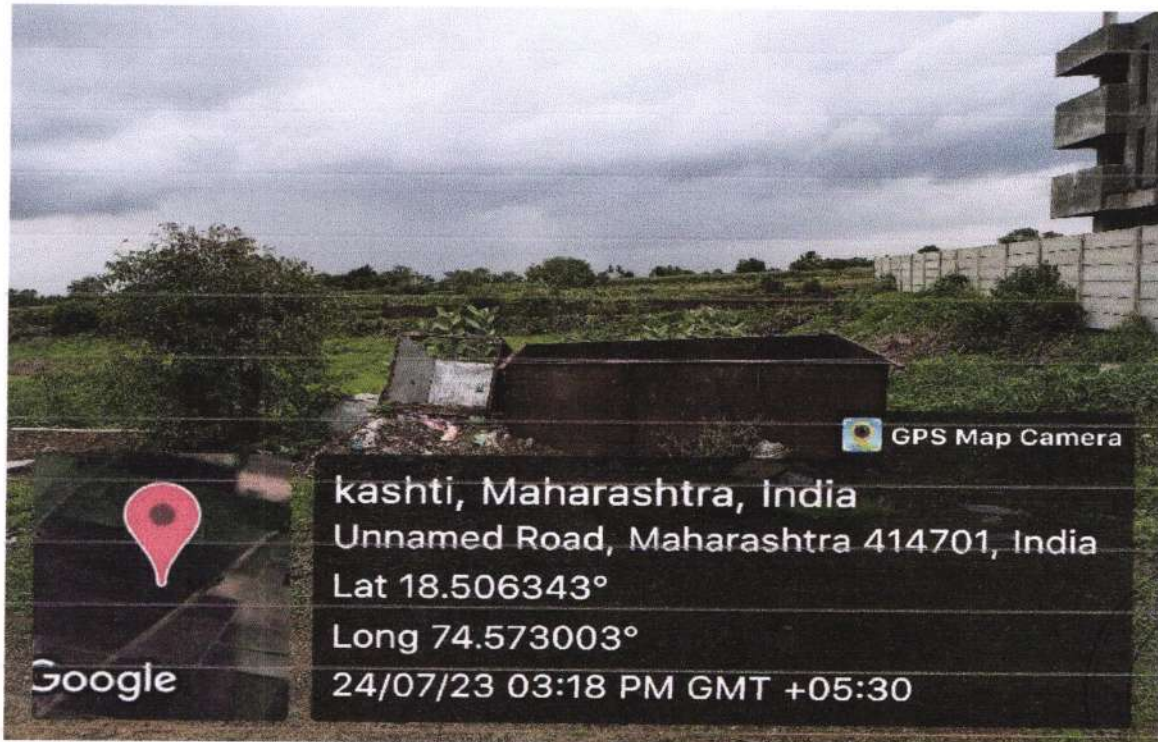 GPS Map Camera
kashti, Maharashtra, India
Unnamed Road, Maharashtra 414701, India
Lat 18.506343°
Long 74.573003°
24/07/23 03:18 PM GMT +05:30
Google